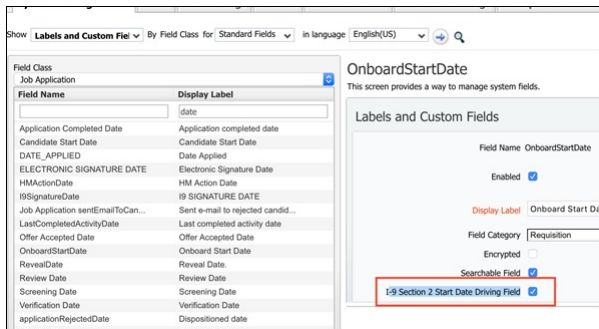 Show Labels and Custom Fiel By Field Class for Standard Fields in language English(US)
Field Class
Job Application
Field Name Display Label
date
Application Completed Date Application completed date
Candidate Start Date Candidate Start Date
DATE_APPLIED Date Applied
ELECTRONIC SIGNATURE DATE Electronic Signature Date
HMActionDate HM Action Date
I9SignatureDate I9 SIGNATURE DATE
Job Application sentEmailToCan... Sent e-mail to rejected candid...
LastCompletedActivityDate Last completed activity date
Offer Accepted Date Offer Accepted Date
OnboardStartDate Onboard Start Date
RevealDate Reveal Date.
Review Date Review Date
Screening Date Screening Date
Verification Date Verification Date
applicationRejectedDate Dispositioned date
OnboardStartDate
This screen provides a way to manage system fields.
Labels and Custom Fields
Field Name OnboardStartDate
Enabled
Display Label Onboard Start Da
Field Category Requisition
Encrypted
Searchable Field
I-9 Section 2 Start Date Driving Field